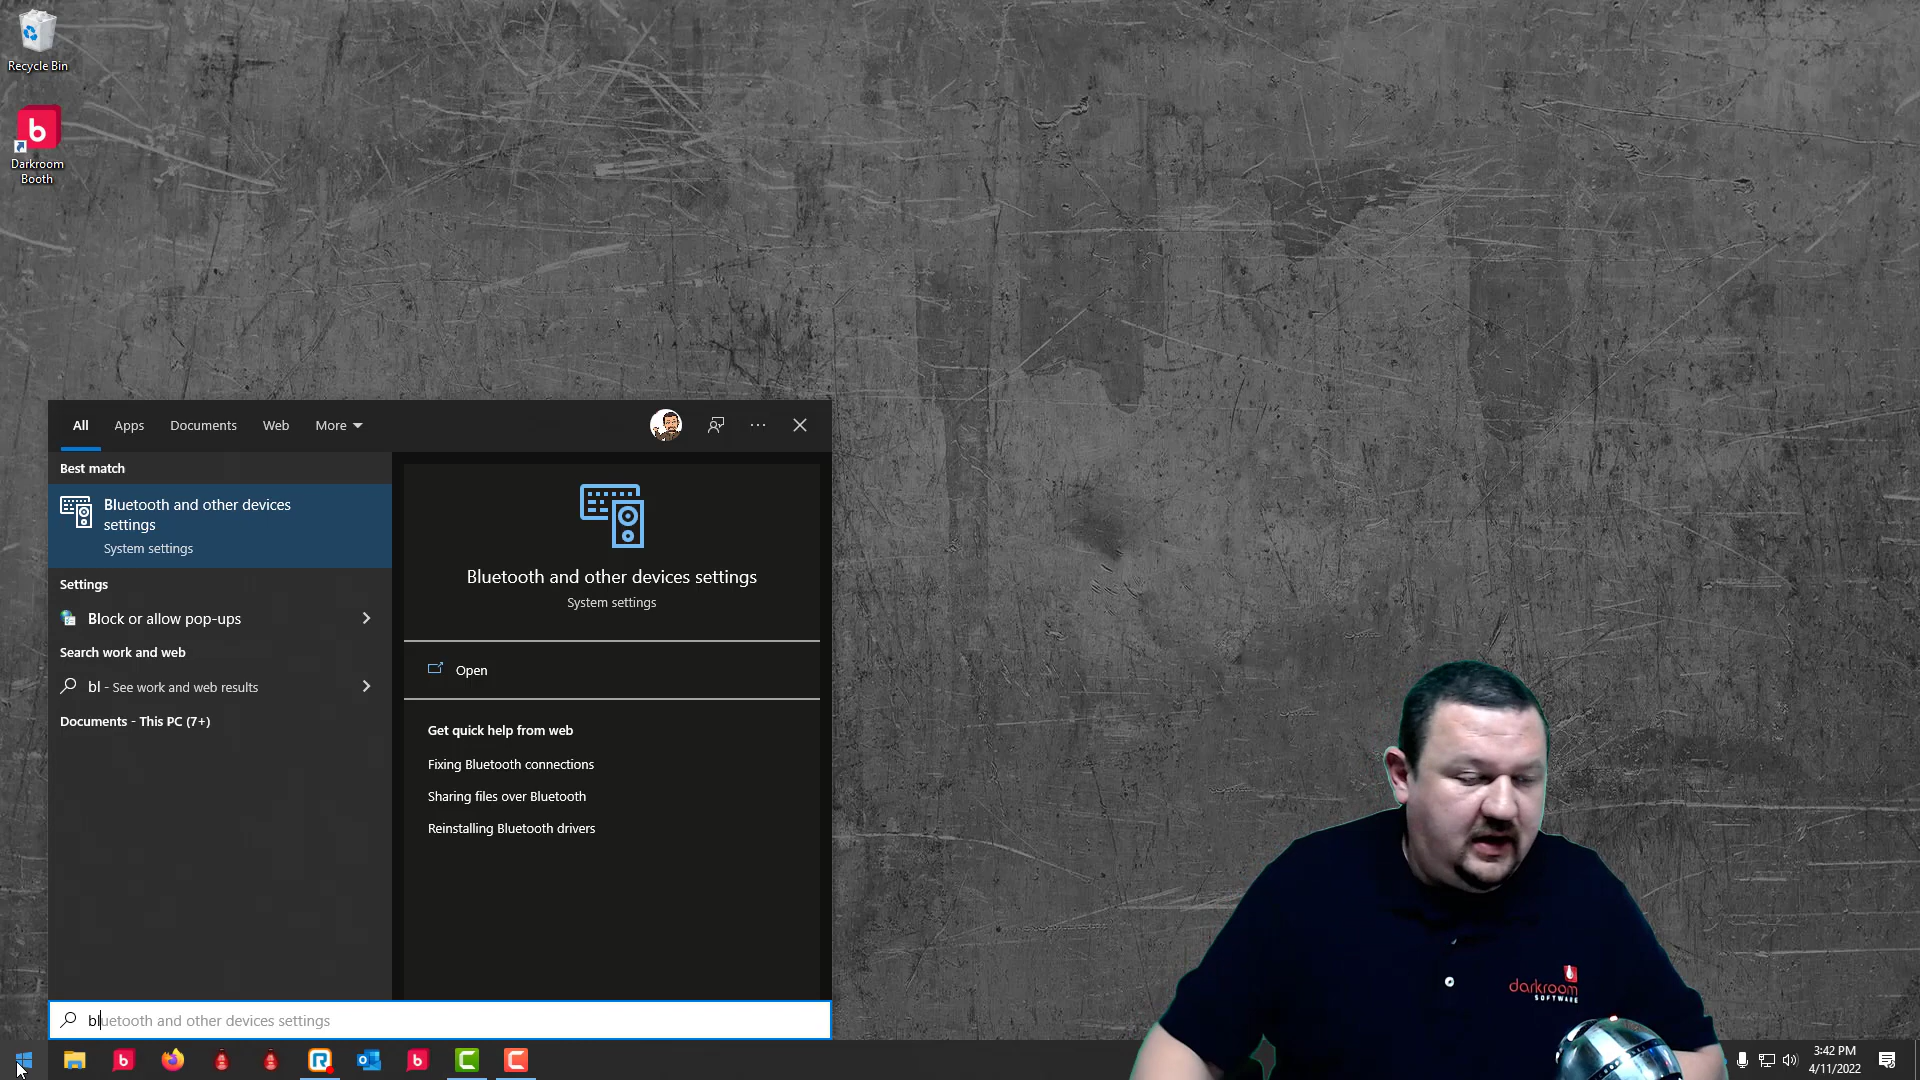 Recycle Bin
Darkroom
Booth
All
Apps
Documents
Web
More
Best match
Bluetooth and other devices
settings
System settings
Settings
Block or allow pop-ups
Search work and web
bl - See work and web results
Documents - This PC (7+)
Bluetooth and other devices settings
System settings
Open
Get quick help from web
Fixing Bluetooth connections
Sharing files over Bluetooth
Reinstalling Bluetooth drivers
bluetooth and other devices settings
darkroom
SOFTWARE
3:42 PM
4/11/2022